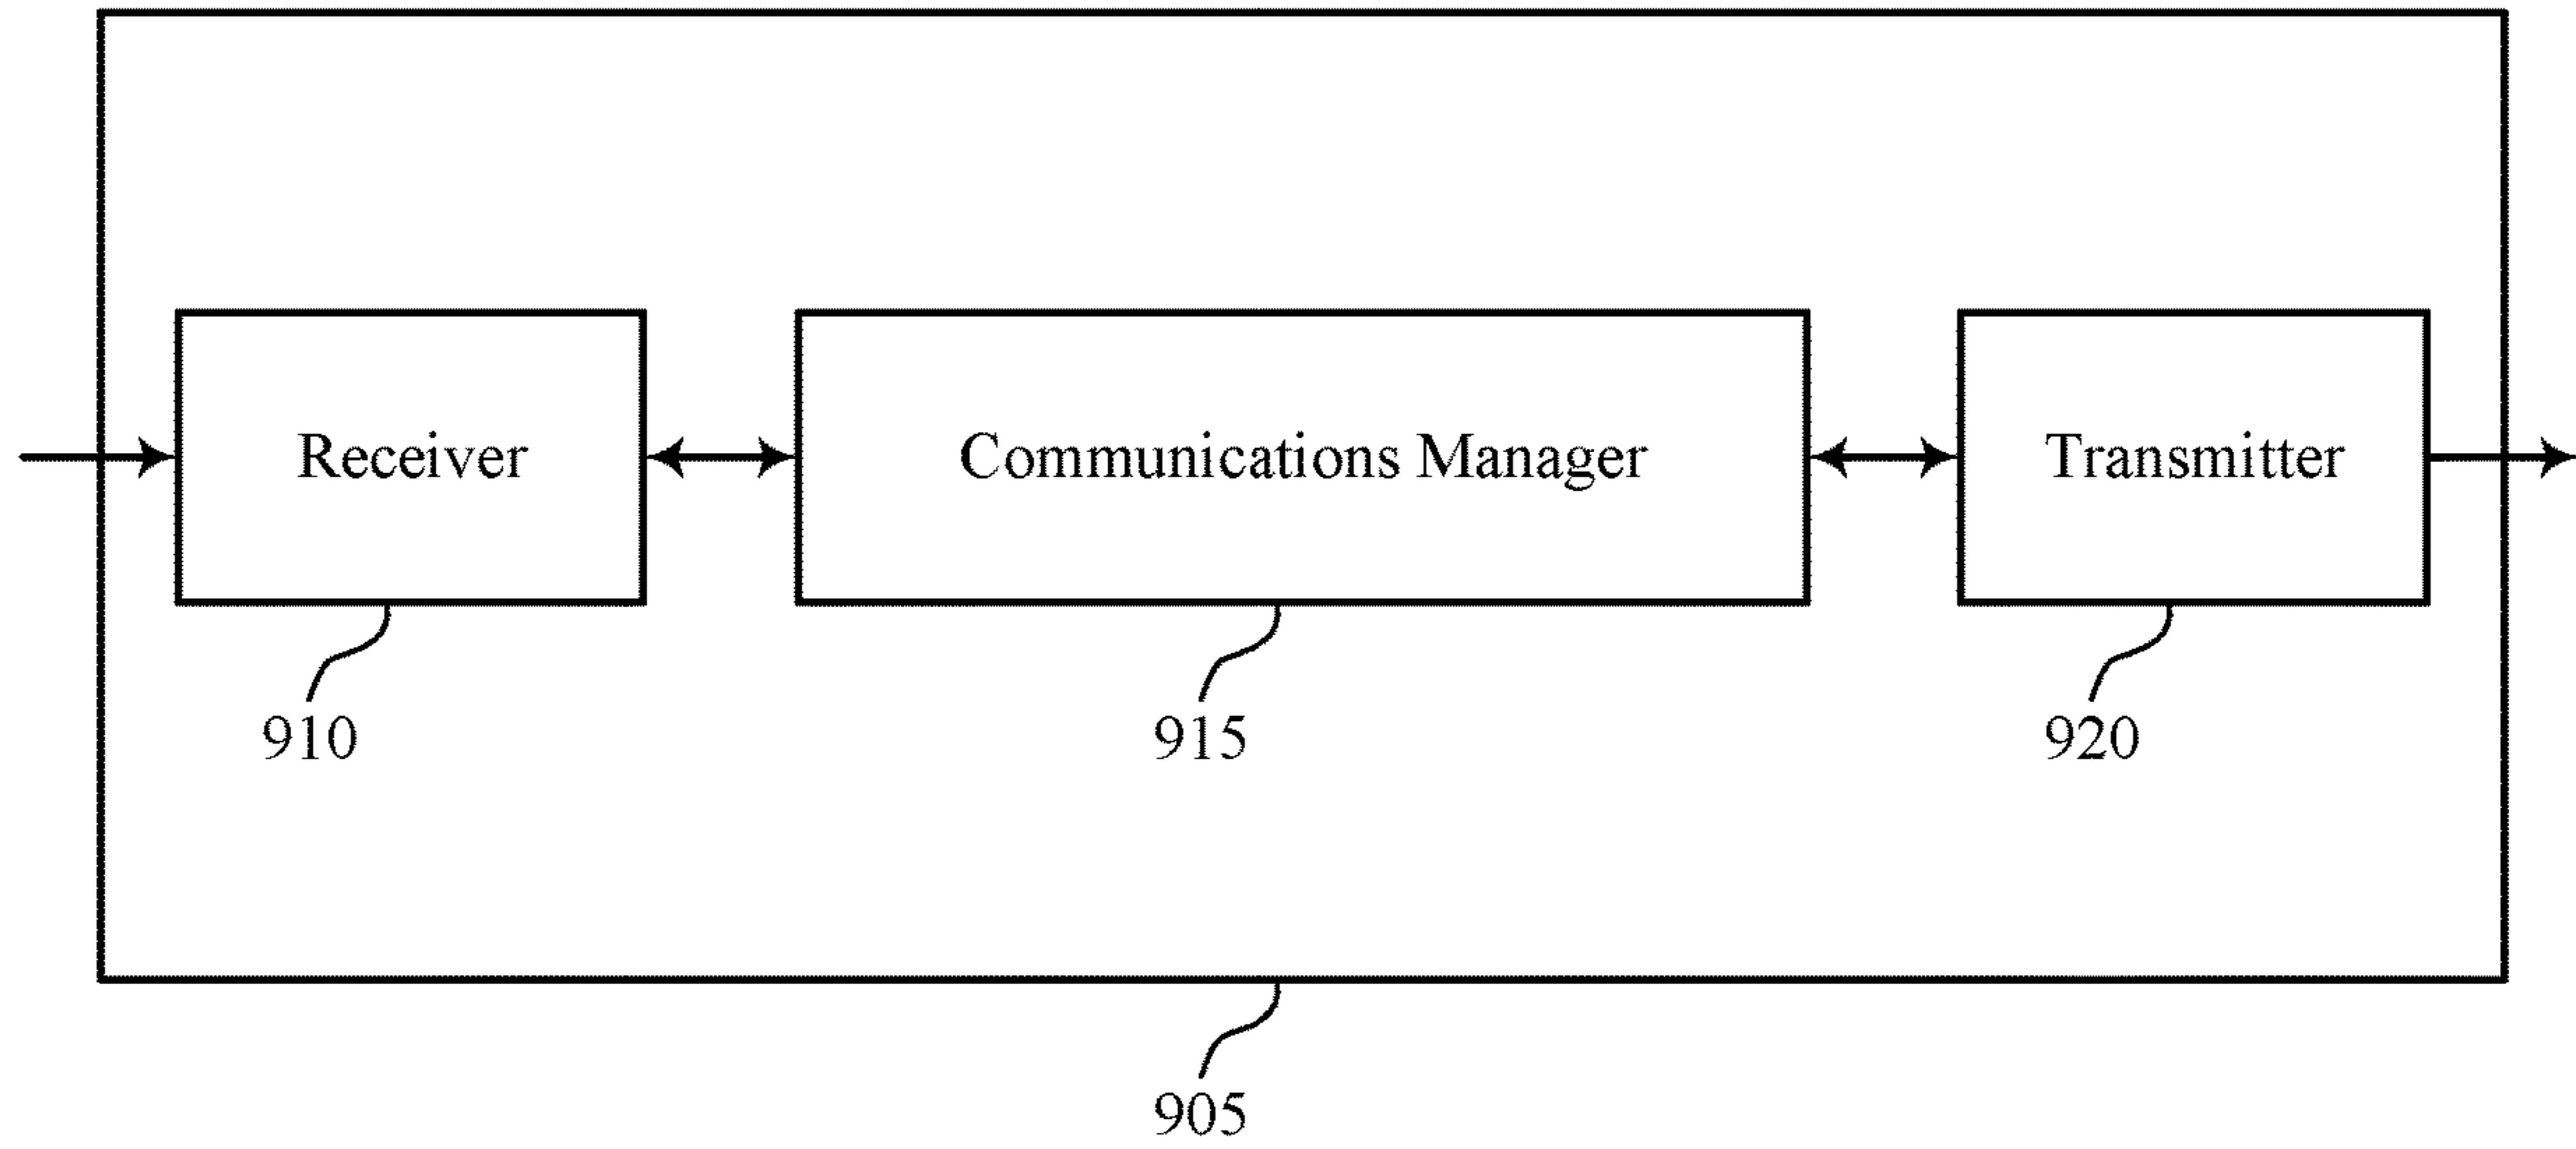 Receiver
Communications Manager
Transmitter
910
915
920
905